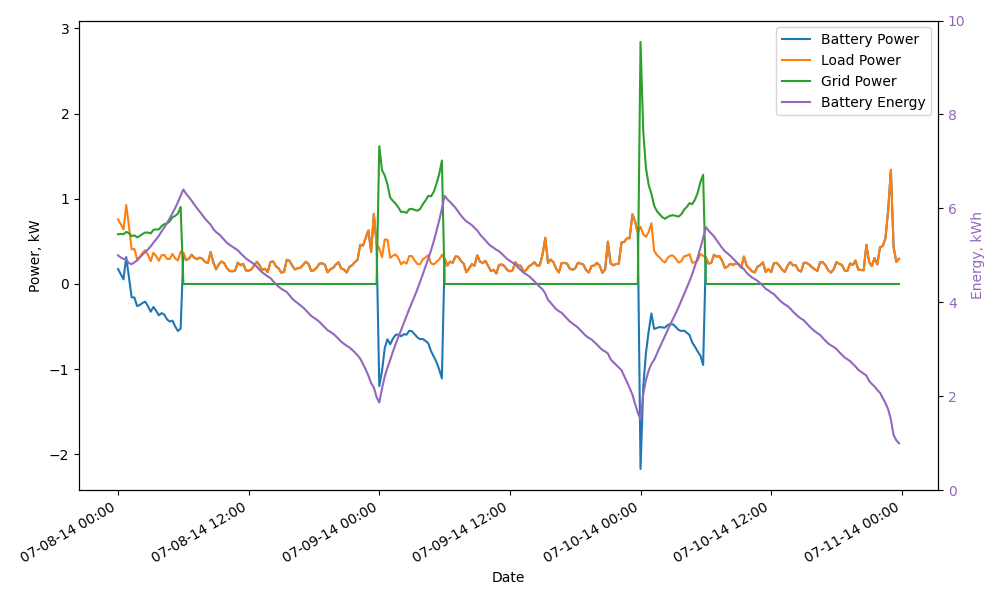 Battery Power
Load Power
Grid Power
Battery Energy
3
2
1
0
−1
−2
Power, kW
10
8
6
4
2
0
Energy, kWh
07-08-14 00:00
07-08-14 12:00
07-09-14 00:00
07-09-14 12:00
07-10-14 00:00
07-10-14 12:00
07-11-14 00:00
Date